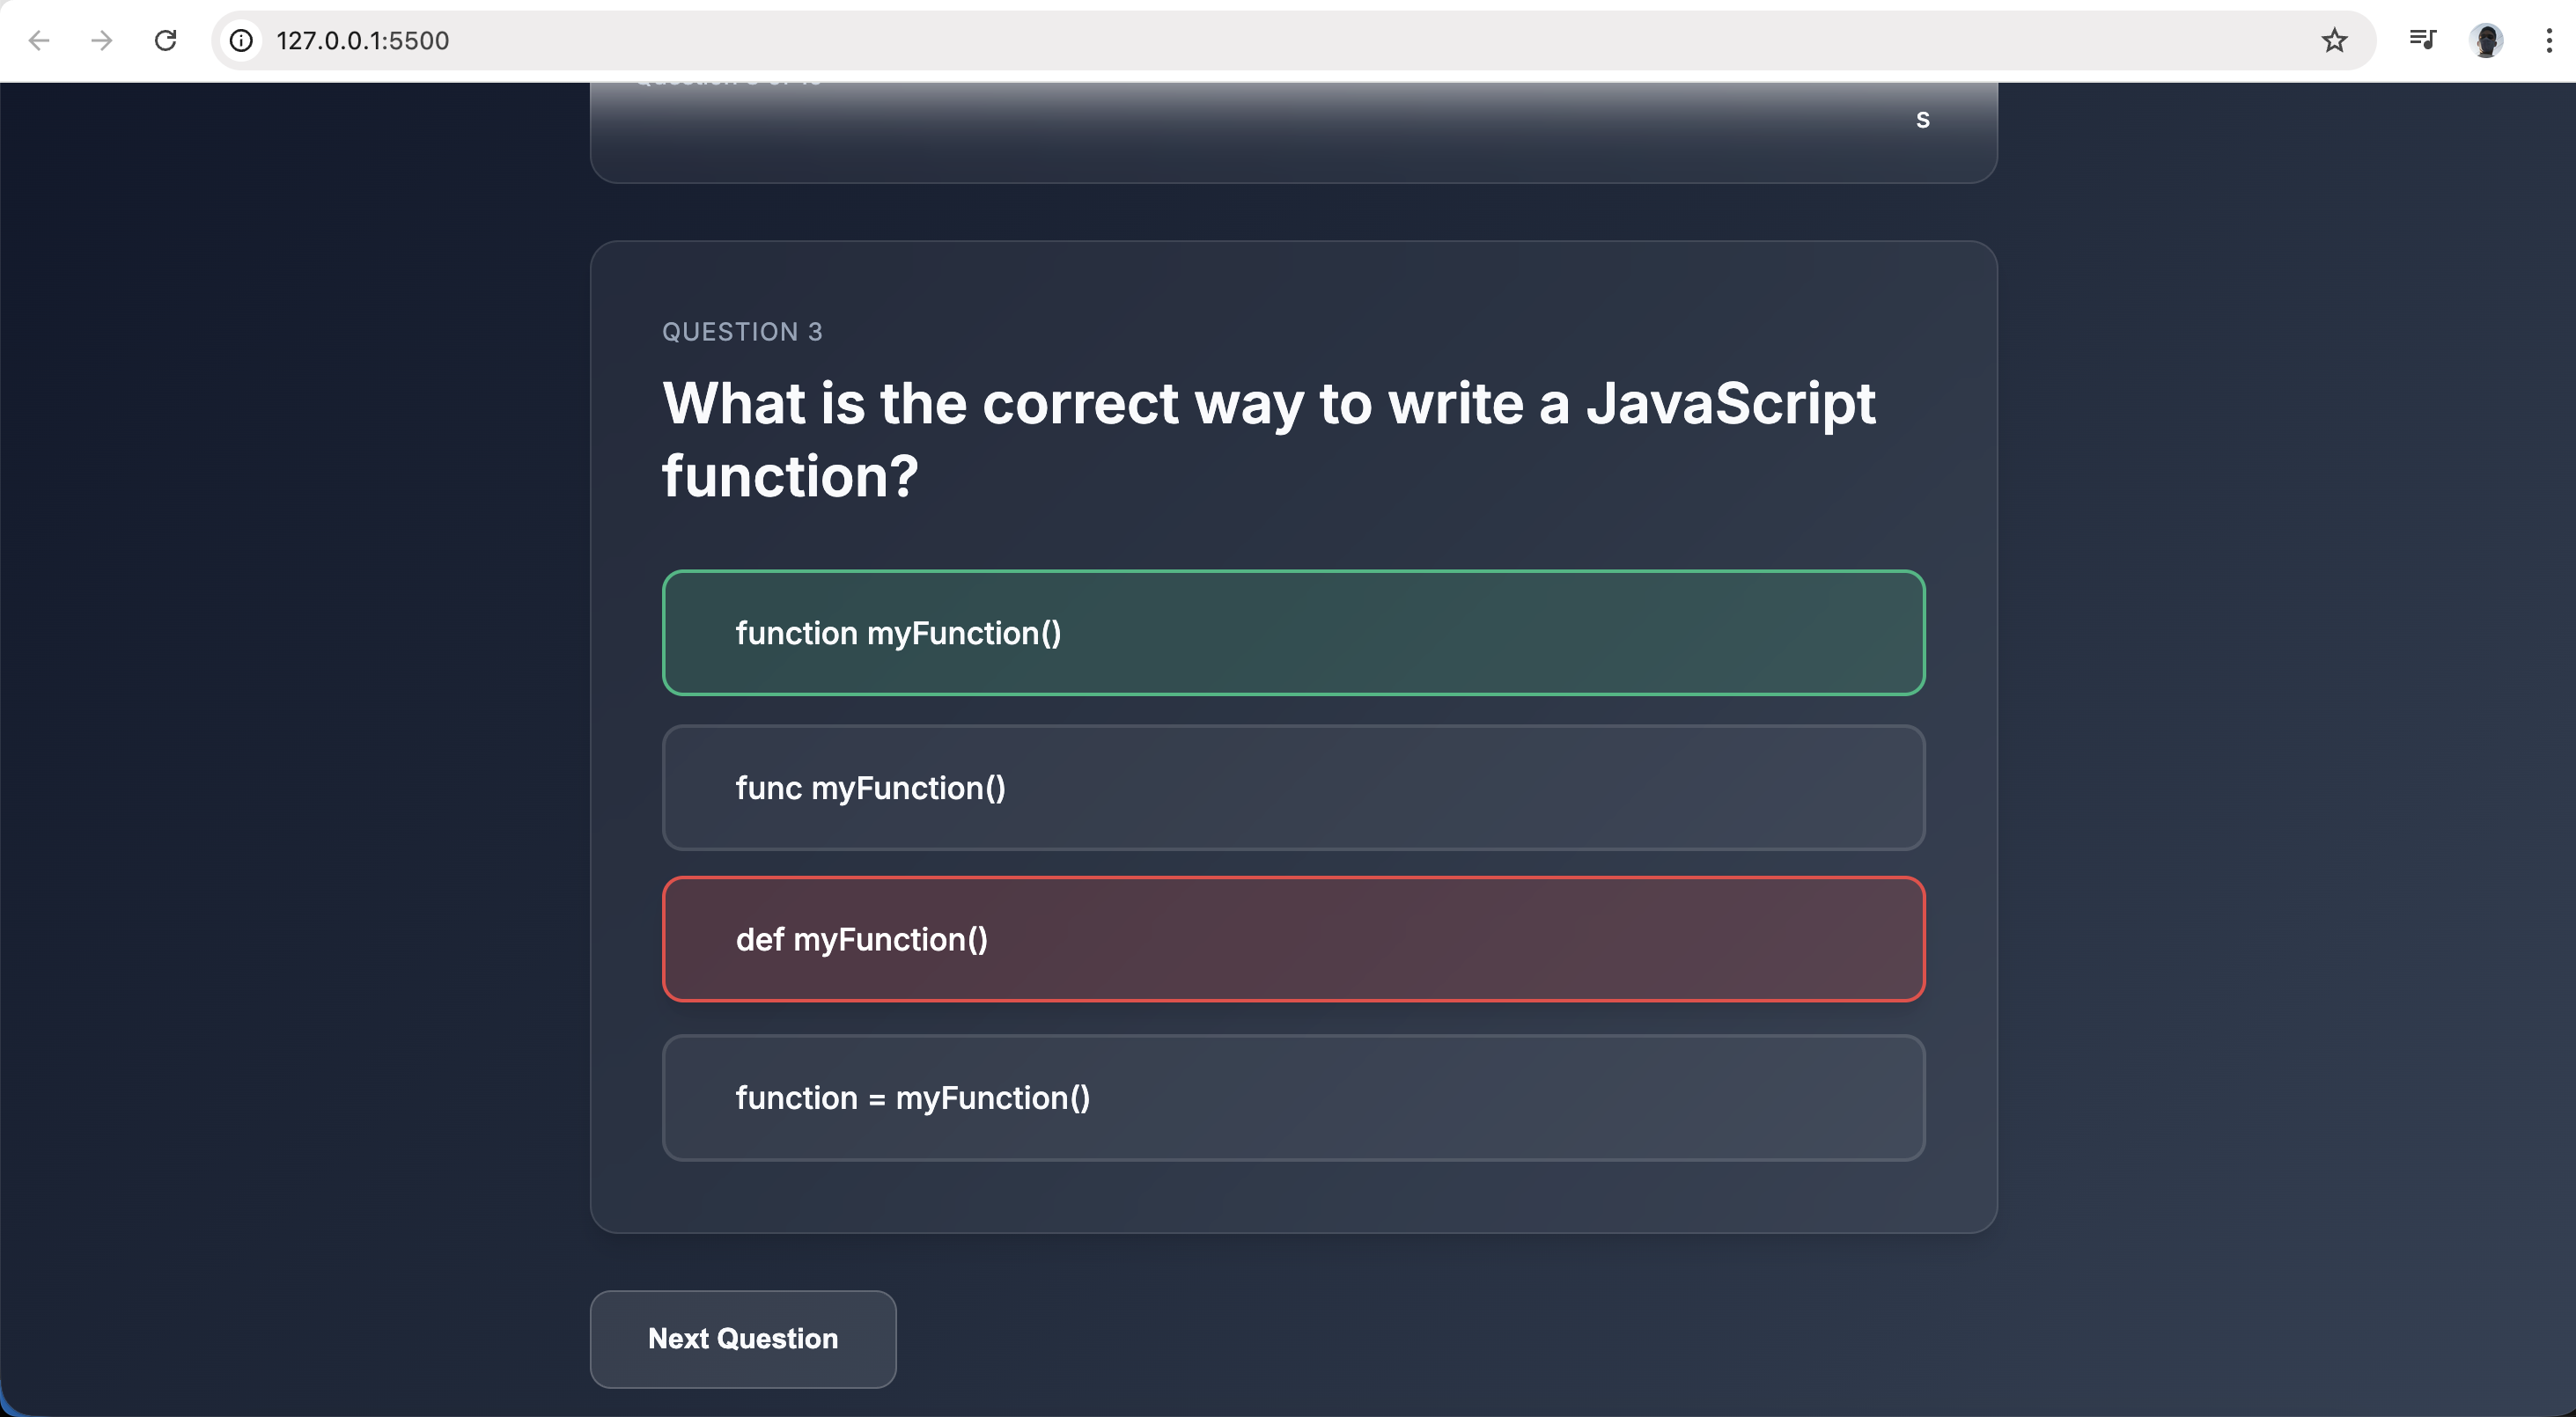 127.0.0.1:5500
s
QUESTION 3
What is the correct way to write a JavaScript
function?
function myFunction()
func myFunction()
def myFunction()
function = myFunction()
Next Question